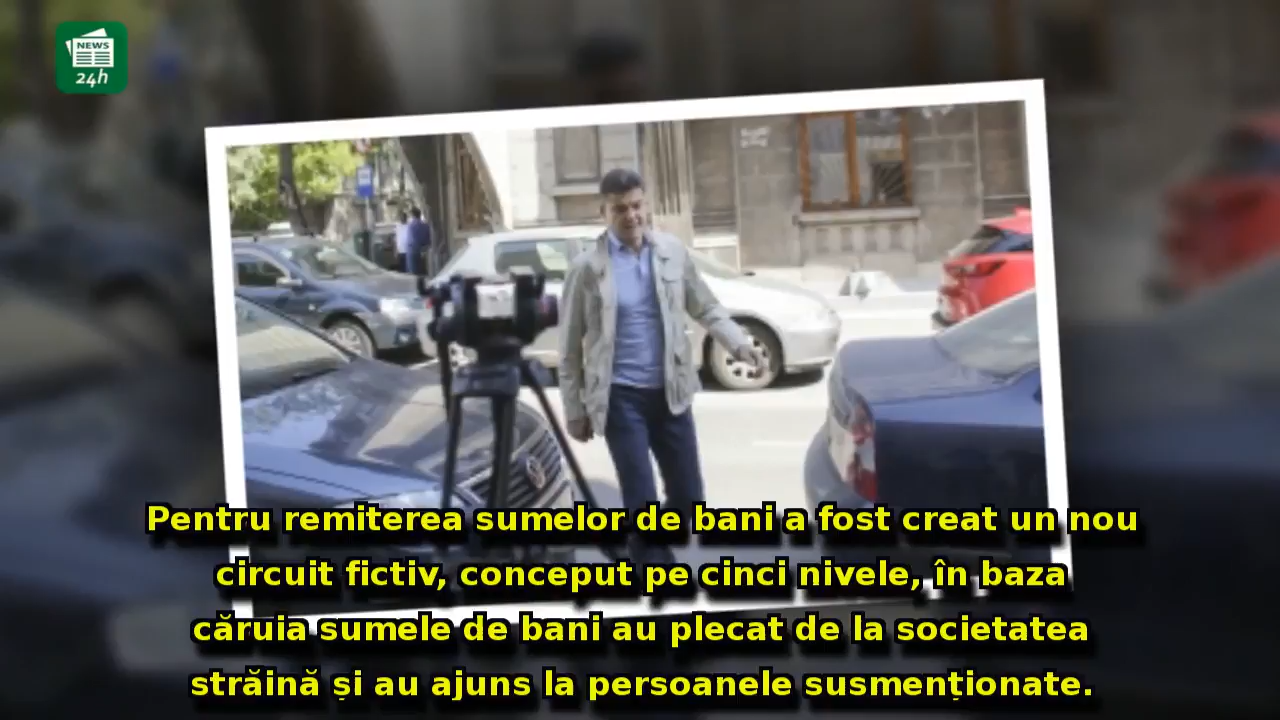 NEWS
24h
Pentru remiterea sumelor de bani a fost creat un nou
circuit fictiv, conceput pe cinci nivele, în baza
căruia sumele de bani au plecat de la societatea
străină și au ajuns la persoanele susmenționate.